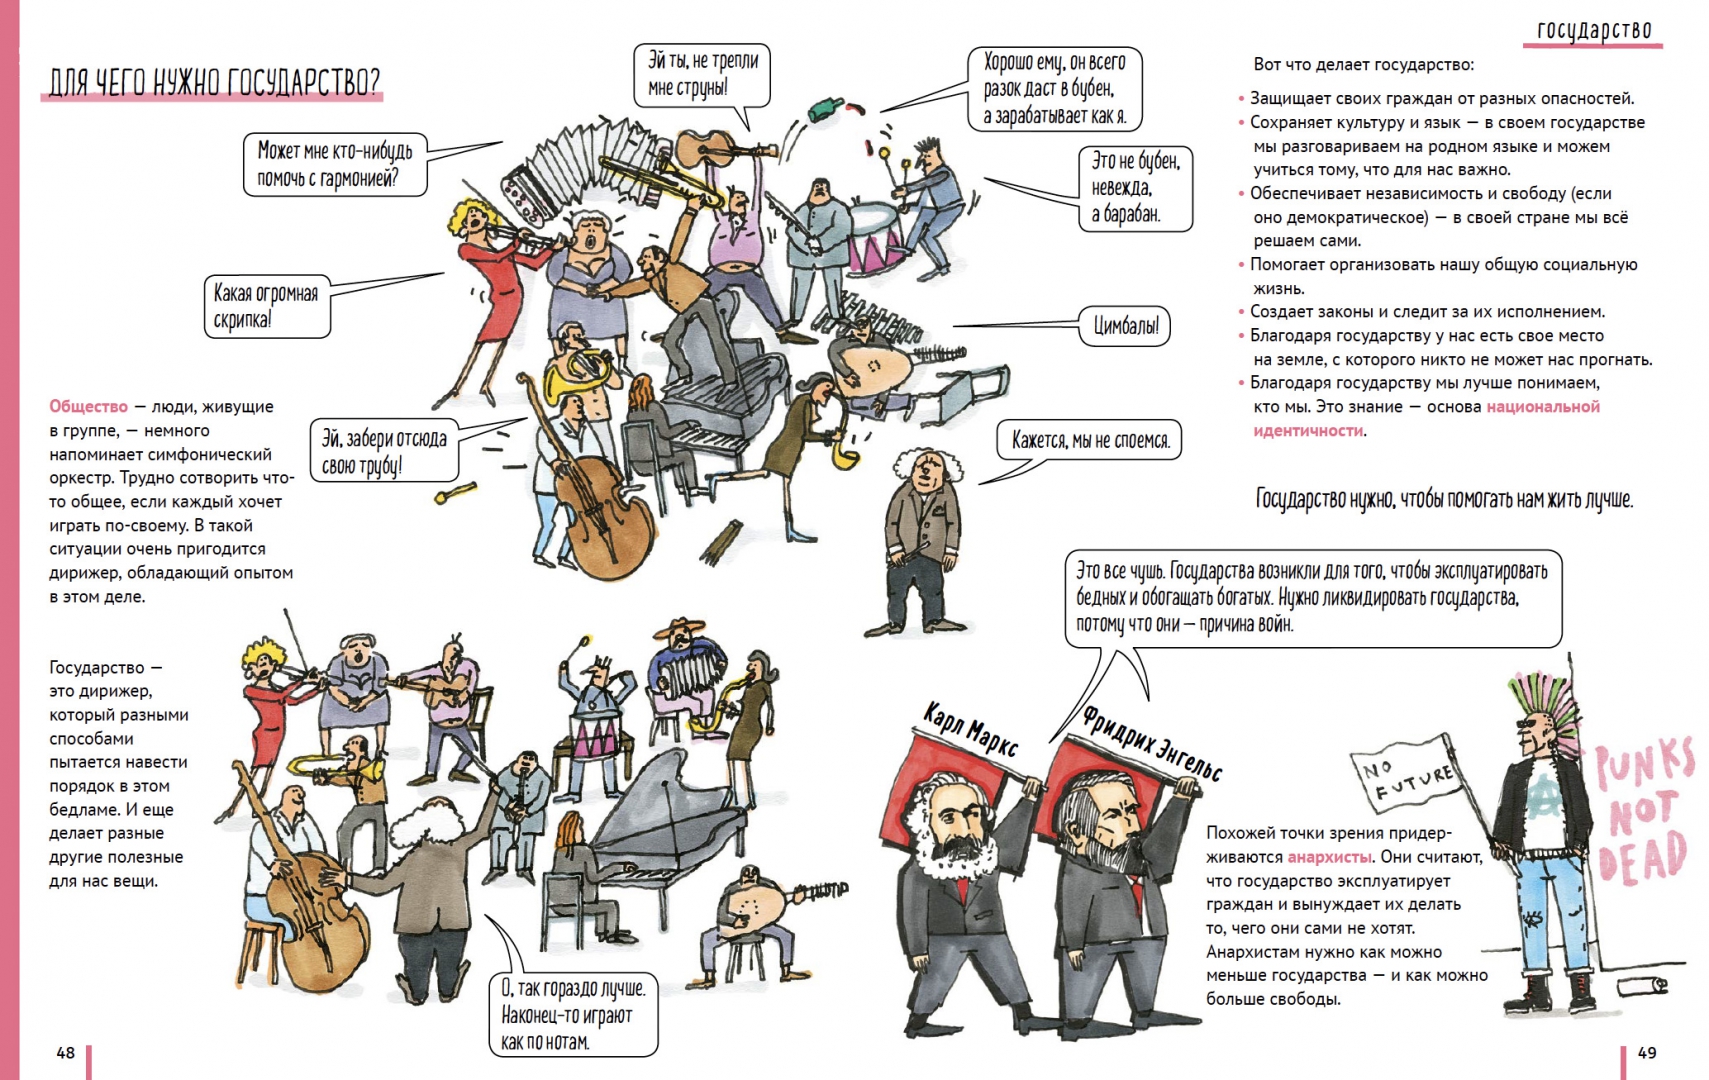 ДЛЯ ЧЕГО НУЖНО ГОСУДАРСТВО?
Может мне кто-нибудь
помочь с гармонией?
Эй ты, не трепли
мне струны!
Хорошо ему, он всего
разок даст в бубен,
а зарабатывает как я.
Это не бубен,
невежда,
а барабан.
Какая огромная
скрипка!
Цимбалы!
Эй, забери отсюда
свою трубу!
Кажется, мы не споемся.
Общество — люди, живущие
в группе, — немного
напоминает симфонический
оркестр. Трудно сотворить что-
то общее, если каждый хочет
играть по-своему. В такой
ситуации очень пригодится
дирижер, обладающий опытом
в этом деле.
Государство —
это дирижер,
который разными
способами
пытается навести
порядок в этом
бедламе. И еще
делает разные
другие полезные
для нас вещи.
О, так гораздо лучше.
Наконец-то играют
как по нотам.
48
государство
Вот что делает государство:
• Защищает своих граждан от разных опасностей.
• Сохраняет культуру и язык — в своем государстве
мы разговариваем на родном языке и можем
учиться тому, что для нас важно.
• Обеспечивает независимость и свободу (если
оно демократическое) — в своей стране мы всё
решаем сами.
• Помогает организовать нашу общую социальную
жизнь.
• Создает законы и следит за их исполнением.
• Благодаря государству у нас есть свое место
на земле, с которого никто не может нас прогнать.
• Благодаря государству мы лучше понимаем,
кто мы. Это знание — основа национальной
идентичности.
Государство нужно, чтобы помогать нам жить лучше.
Это все чушь. Государства возникли для того, чтобы эксплуатировать
бедных и обогащать богатых. Нужно ликвидировать государства,
потому что они — причина войн.
Карл Маркс
Фридрих Энгельс
NO
FUTURE
PUNKS
NOT
DEAD
Похожей точки зрения придер-
живаются анархисты. Они считают,
что государство эксплуатирует
граждан и вынуждает их делать
то, чего они сами не хотят.
Анархистам нужно как можно
меньше государства — и как можно
больше свободы.
49